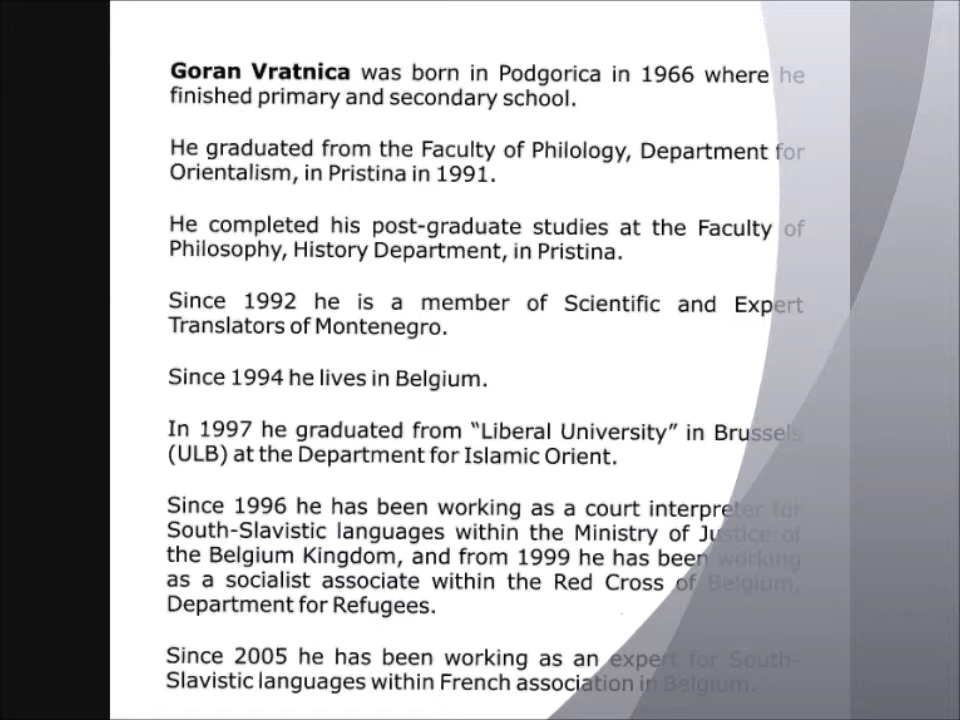 Goran Vratnica was born in Podgorica in 1966 where he
finished primary and secondary school.
He graduated from the Faculty of Philology, Department for
Orientalism, in Pristina in 1991.
He completed his post-graduate studies at the Faculty of
Philosophy, History Department, in Pristina.
Since 1992 he is a member of Scientific and Expert
Translators of Montenegro.
Since 1994 he lives in Belgium.
In 1997 he graduated from “Liberal University” in Brussels
(ULB) at the Department for Islamic Orient.
Since 1996 he has been working as a court interpreter for
South-Slavistic languages within the Ministry of Justice of
the Belgium Kingdom, and from 1999 he has been working
as a socialist associate within the Red Cross of Belgium,
Department for Refugees.
Since 2005 he has been working as an expert for South-
Slavistic languages within French association in Belgium.